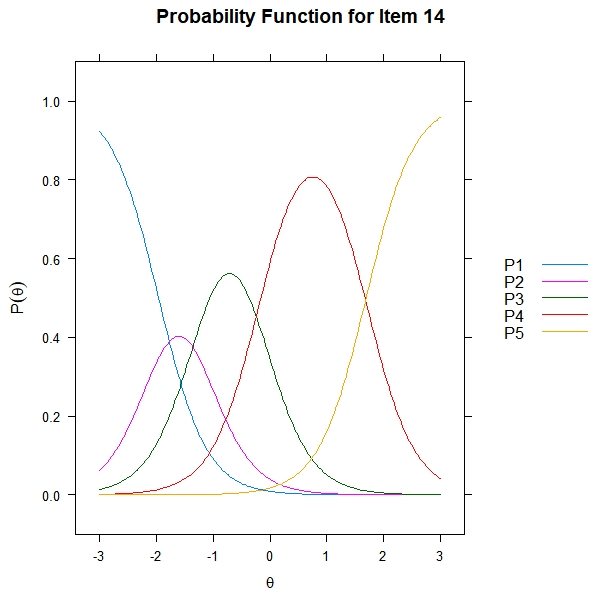 Probability Function for Item 14
1.0
0.8
0.6
0.4
0.2
0.0
P(θ)
-3 -2 -1 0 1 2 3
θ
P1
P2
P3
P4
P5